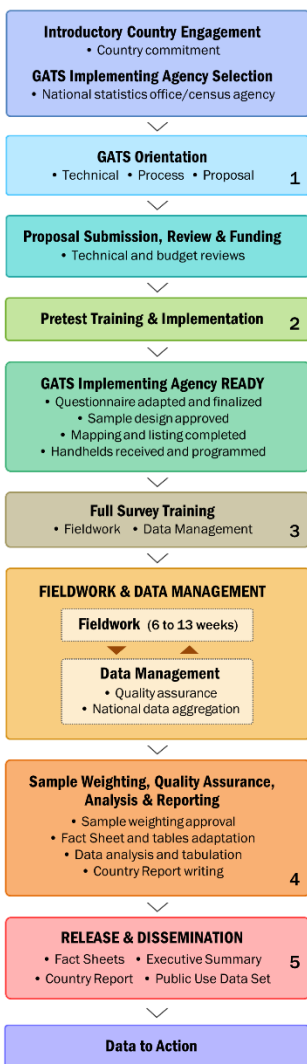 Introductory Country Engagement
• Country commitment
GATS Implementing Agency Selection
• National statistics office/census agency
GATS Orientation
• Technical • Process • Proposal
1
Proposal Submission, Review & Funding
• Technical and budget reviews
Pretest Training & Implementation
2
GATS Implementing Agency READY
• Questionnaire adapted and finalized
• Sample design approved
• Mapping and listing completed
• Handhelds received and programmed
Full Survey Training
• Fieldwork • Data Management
3
FIELDWORK & DATA MANAGEMENT
Fieldwork (6 to 13 weeks)
Data Management
• Quality assurance
• National data aggregation
Sample Weighting, Quality Assurance,
Analysis & Reporting
• Sample weighting approval
• Fact Sheet and tables adaptation
• Data analysis and tabulation
• Country Report writing
4
RELEASE & DISSEMINATION
• Fact Sheets • Executive Summary
• Country Report • Public Use Data Set
5
Data to Action